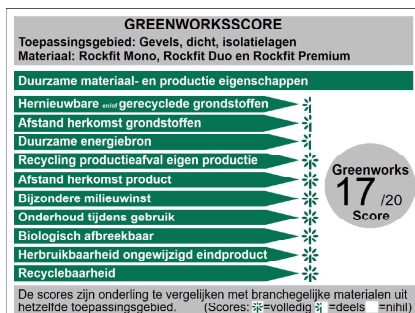 GREENWORKSSCORE
Toepassingsgebied: Gevels, dicht, isolatielagen
Materiaal: Rockfit Mono, Rockfit Duo en Rockfit Premium
Duurzame materiaal- en productie eigenschappen
Hernieuwbare en/of gerecyclede grondstoffen
Afstand herkomst grondstoffen
Duurzame energiebron
Recycling productieafval eigen productie
Afstand herkomst product
Bijzondere milieuwinst
Onderhoud tijdens gebruik
Biologisch afbreekbaar
Herbruikbaarheid ongewijzigd eindproduct
Recyclebaarheid
Greenworks
17 /20
Score
De scores zijn onderling te vergelijken met branchegelijke materialen uit
hetzelfde toepassingsgebied. (Scores: =volledig =deels =nihil)